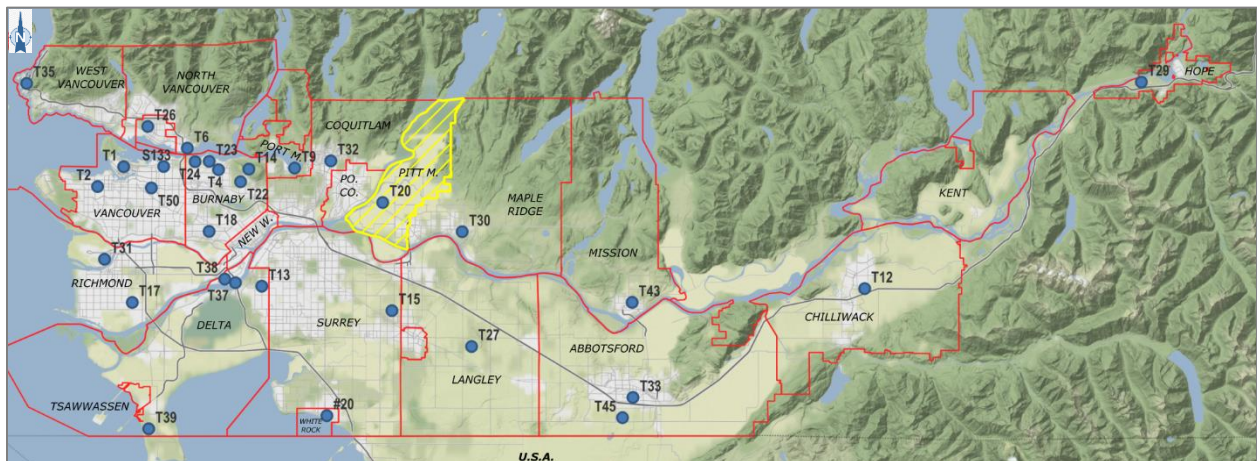 N
WEST
VANCOUVER
NORTH
VANCOUVER
T35
T26
T6
COQUITLAM
T29
HOPE
T1
S133
T23
T24
T4
T14
PORT M.
T9
T32
T2
T50
BURNABY
T22
PO.
CO.
PITT M.
T20
MAPLE
RIDGE
KENT
VANCOUVER
T18
NEW W.
T30
MISSION
T31
T38
T37
T13
T43
T12
RICHMOND
T17
DELTA
SURREY
T15
CHILLIWACK
T27
ABBOTSFORD
LANGLEY
T33
TSAWWASSEN
T39
#20
WHITE
ROCK
T45
U.S.A.